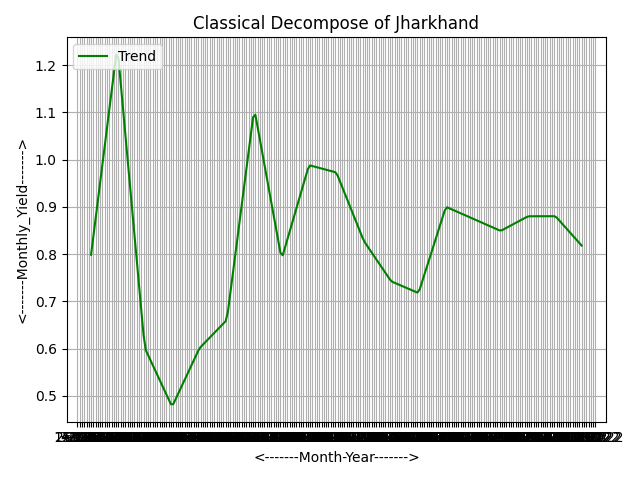 Classical Decompose of Jharkhand
Trend
<-------Monthly_Yield------->
1.2
1.1
1.0
0.9
0.8
0.7
0.6
0.5
<-------Month-Year------->